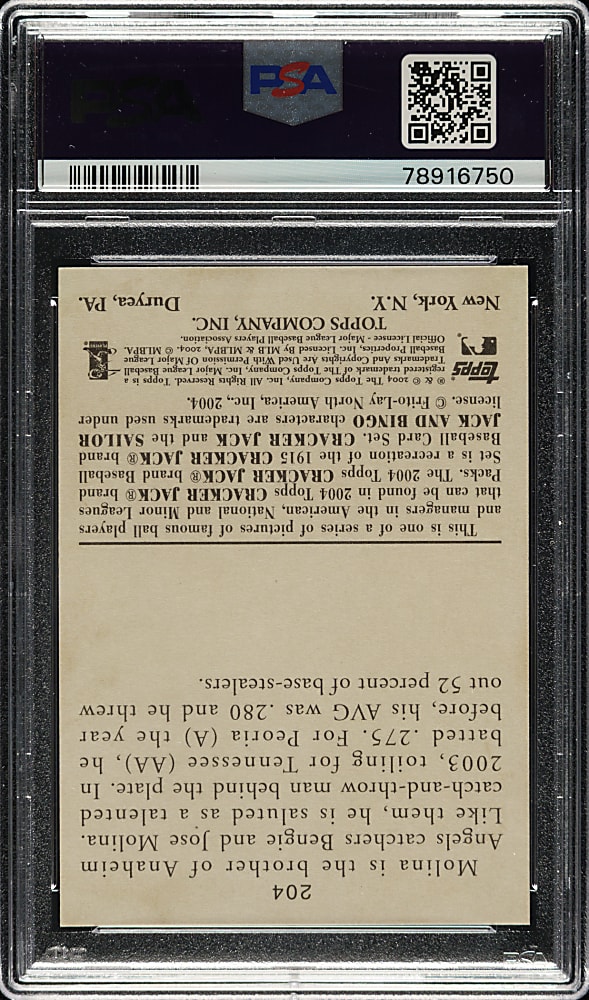 PSA
78916750
204
Molina is the brother of Anaheim
Angels catchers Bengie and Jose Molina.
Like them, he is saluted as a talented
catch-and-throw man behind the plate. In
2003, toiling for Tennessee (AA), he
batted .275. For Peoria (A) the year
before, his AVG was .280 and he threw
out 52 percent of base-stealers.
This is one of a series of pictures of famous ball players
and managers in the American, National and Minor Leagues
that can be found in 2004 Topps CRACKER JACK® brand
Packs. The 2004 Topps CRACKER JACK® brand Baseball
Set is a recreation of the 1915 CRACKER JACK® brand
Baseball Card Set. CRACKER JACK and the SAILOR
JACK AND BINGO characters are trademarks used under
license. © Frito-Lay North America, Inc., 2004.
® & © 2004 The Topps Company, Inc. All Rights Reserved. Topps is a
registered trademark of The Topps Company, Inc. Major League Baseball
Trademarks And Copyrights Are Used With Permission Of Major League
Baseball Properties, Inc. Licensed By MLB & MLBPA, 2004. © MLBPA.
Official Licensee - Major League Baseball Players Association.
topps
TOPPS COMPANY, INC.
New York, N.Y. Duryea, PA.
PSA